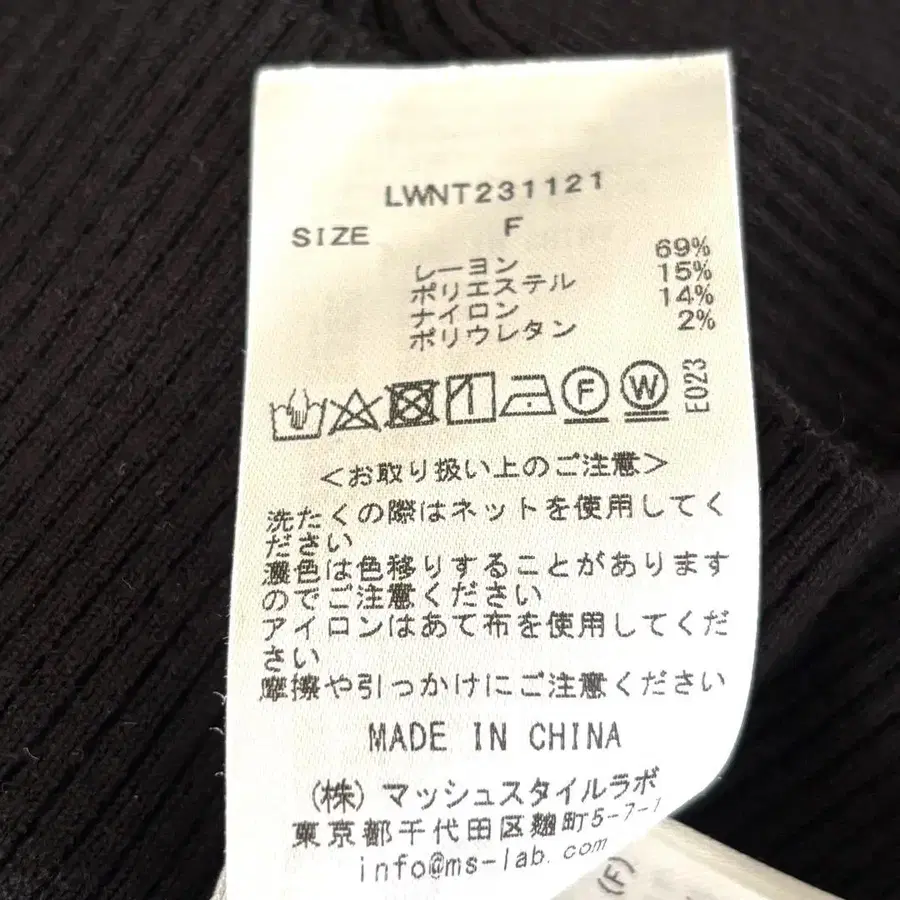 LWNT231121
SIZE F
レーヨン 69%
ポリエステル 15%
ナイロン 14%
ポリウレタン 2%
F W E023
<お取り扱い上のご注意>
洗たくの際はネットを使用してく
ださい
濃色は色移りすることがあります
のでご注意ください
アイロンはあて布を使用してくだ
さい
摩擦や引っかけにご注意ください
MADE IN CHINA
(株)マッシュスタイルラボ
東京都千代田区麹町5-7-1
info@ms-lab.com
(F)